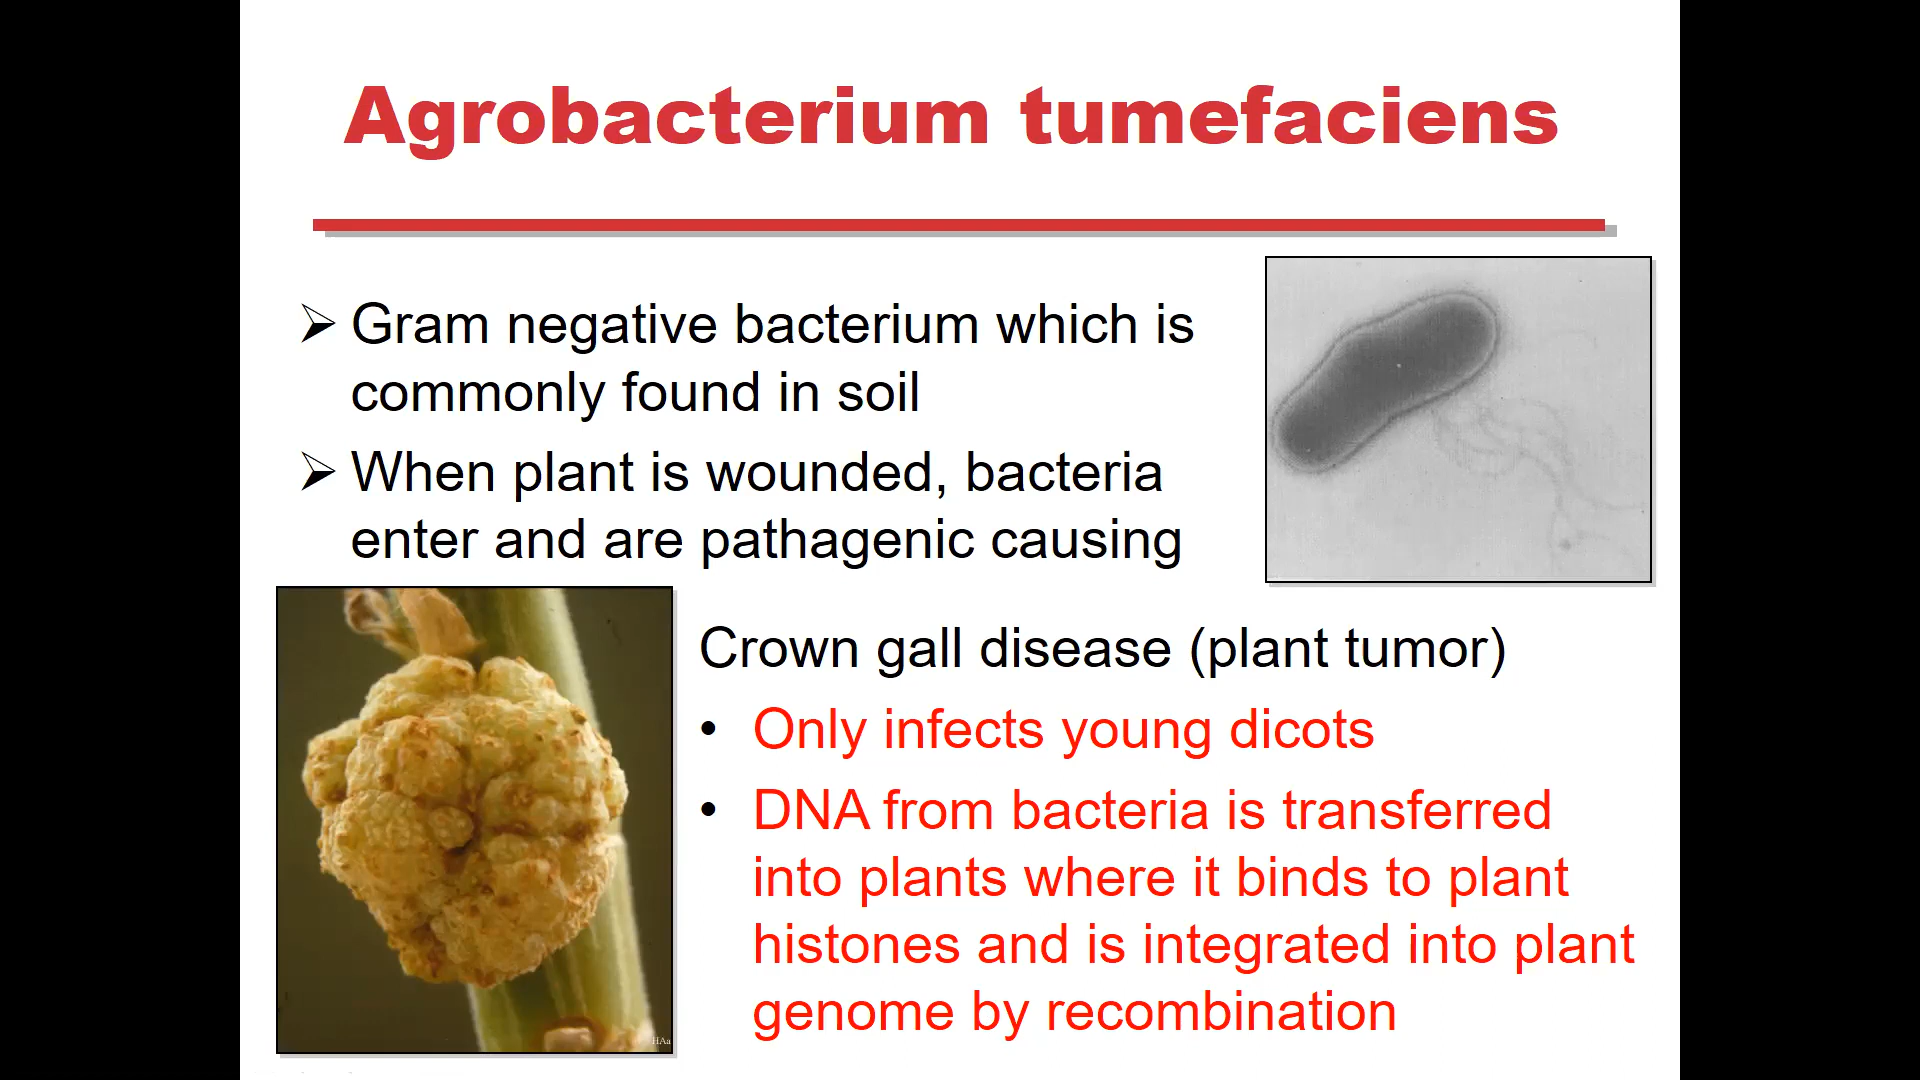 Agrobacterium tumefaciens
➢ Gram negative bacterium which is
commonly found in soil
➢ When plant is wounded, bacteria
enter and are pathagenic causing
Crown gall disease (plant tumor)
• Only infects young dicots
• DNA from bacteria is transferred
into plants where it binds to plant
histones and is integrated into plant
genome by recombination
HAa